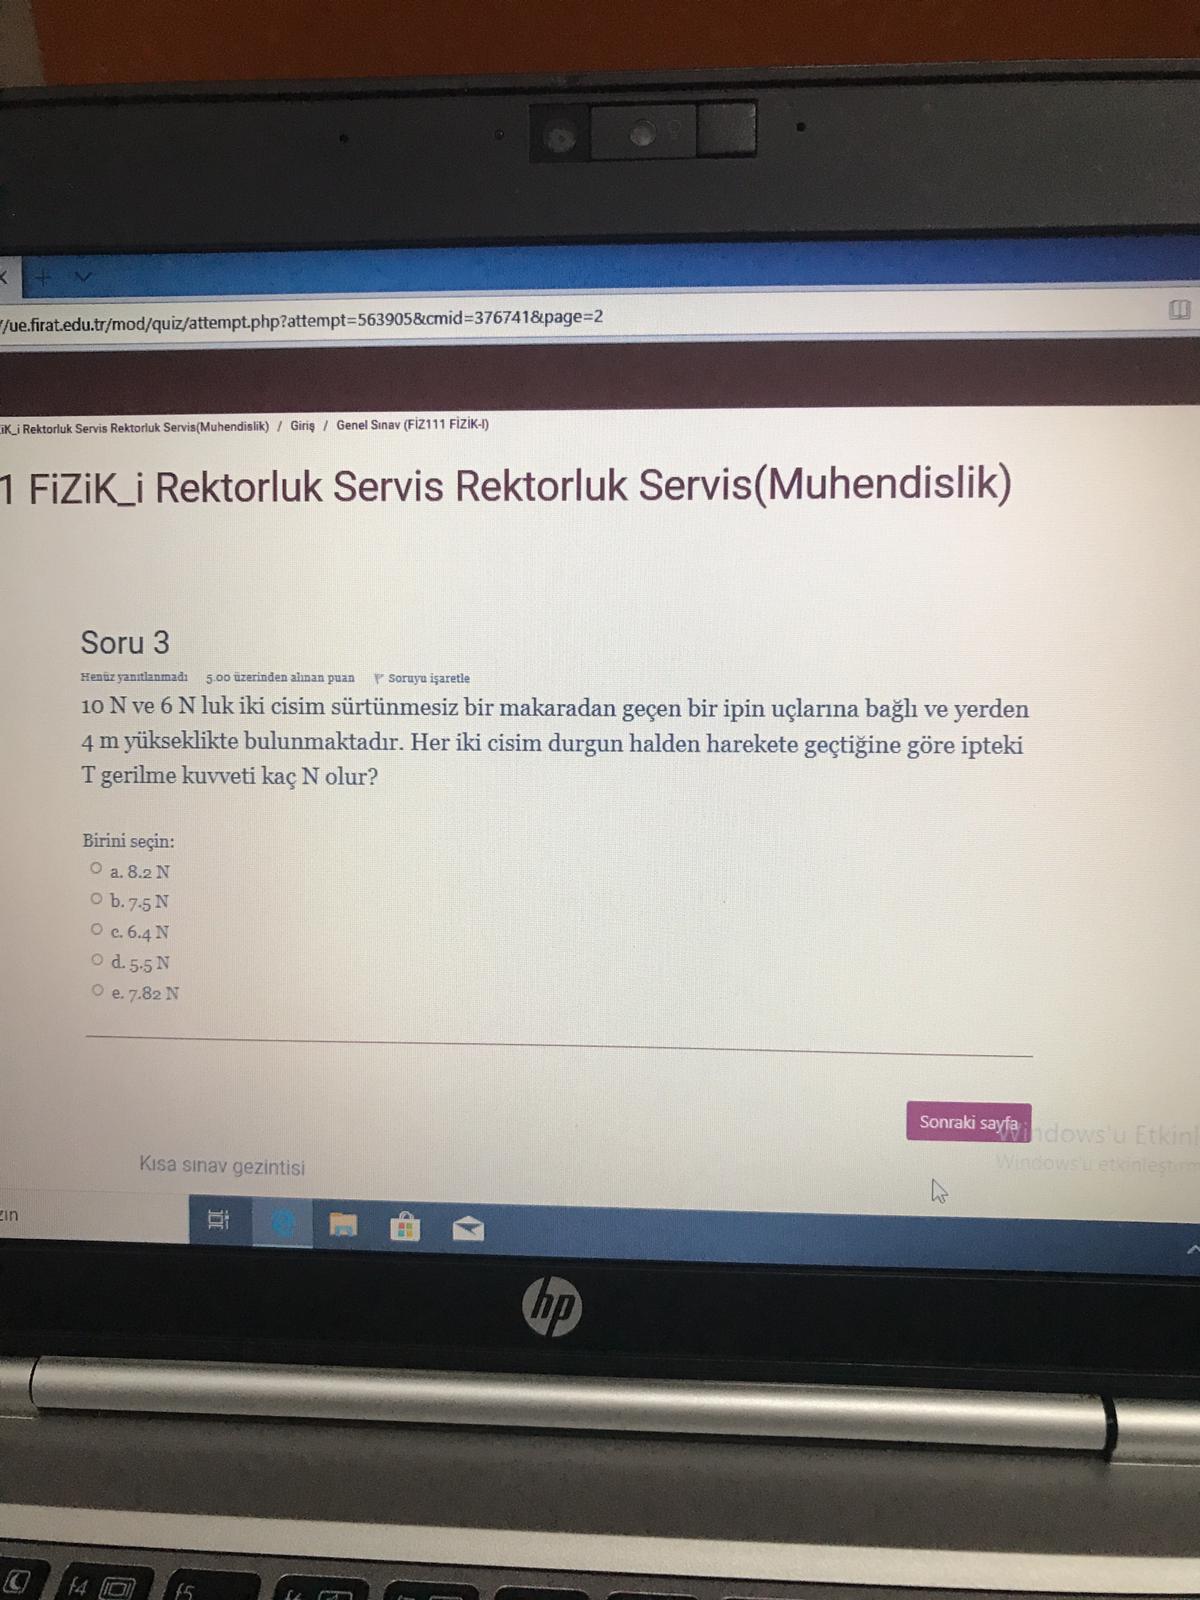 +
/ue.firat.edu.tr/mod/quiz/attempt.php?attempt=563905&cmid=376741&page=2
iK_i Rektorluk Servis Rektorluk Servis(Muhendislik) / Giriş / Genel Sınav (FİZ111 FİZİK-I)
1 FiZiK_i Rektorluk Servis Rektorluk Servis(Muhendislik)
Soru 3
Henüz yanıtlanmadı 5.00 üzerinden alınan puan Soruyu işaretle
10 N ve 6 N luk iki cisim sürtünmesiz bir makaradan geçen bir ipin uçlarına bağlı ve yerden
4 m yükseklikte bulunmaktadır. Her iki cisim durgun halden harekete geçtiğine göre ipteki
T gerilme kuvveti kaç N olur?
Birini seçin:
a. 8.2 N
b. 7.5 N
c. 6.4 N
d. 5.5 N
e. 7.82 N
Sonraki sayfa
Windows'u Etkinl
Windows'u etkinleştirm
Kısa sınav gezintisi
zın
hp
f4
f5